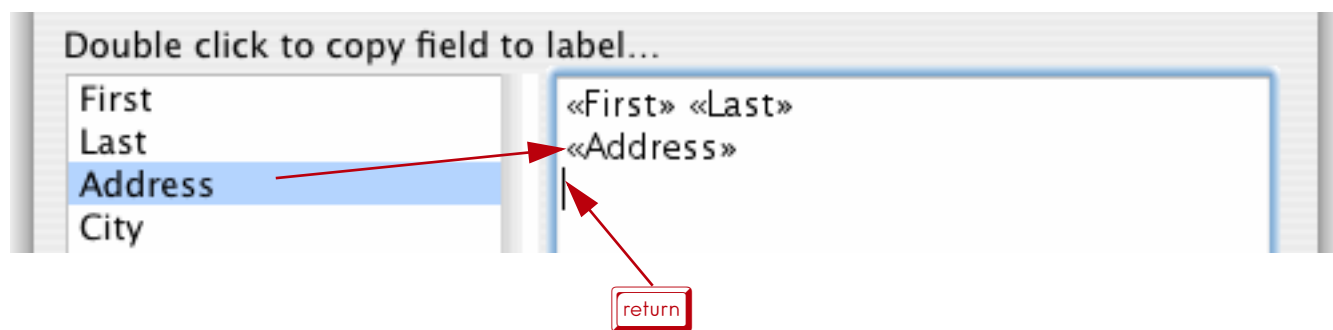 Double click to copy field to label...
First
Last
Address
City
«First» «Last»
«Address»
return